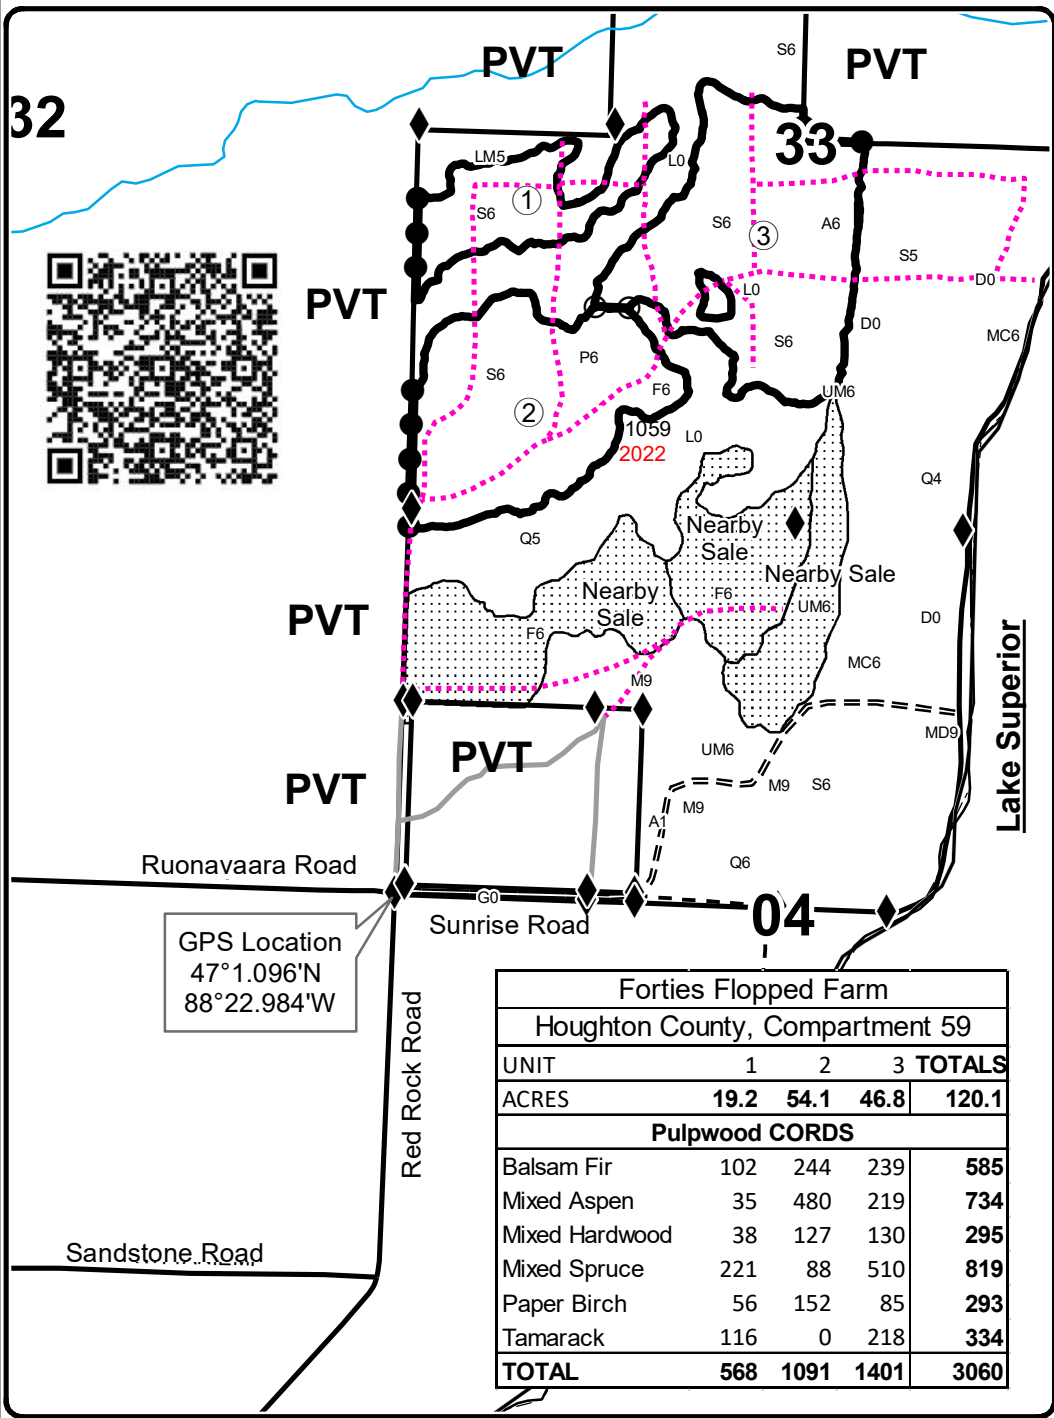 S6
PVT
PVT
32
33
LM5
L0
1
S6
S6
3
A6
S5
D0
L0
PVT
D0
MC6
S6
P6
S6
F6
UM6
2
1059
L0
2022
Q4
Nearby
Sale
Q5
Nearby Sale
Nearby
Sale
F6
UM6
PVT
F6
D0
MC6
M9
Lake Superior
MD9
UM6
PVT
PVT
M9
S6
M9
A1
Ruonavaara Road
Q6
G0
Sunrise Road
04
GPS Location
47°1.096'N
88°22.984'W
Red Rock Road
Sandstone Road
Forties Flopped Farm
Houghton County, Compartment 59
UNIT 1 2 3 TOTALS
ACRES 19.2 54.1 46.8 120.1
Pulpwood CORDS
Balsam Fir 102 244 239 585
Mixed Aspen 35 480 219 734
Mixed Hardwood 38 127 130 295
Mixed Spruce 221 88 510 819
Paper Birch 56 152 85 293
Tamarack 116 0 218 334
TOTAL 568 1091 1401 3060